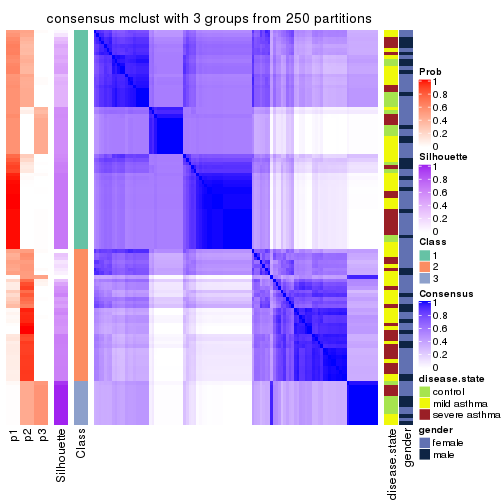 consensus mclust with 3 groups from 250 partitions
Prob
1
0.8
0.6
0.4
0.2
0
Silhouette
1
0.8
0.6
0.4
0.2
0
Class
1
2
3
Consensus
1
0.8
0.6
0.4
0.2
0
disease.state
control
mild asthma
severe asthma
gender
female
male
p1
p2
p3
Silhouette
Class
disease.state
gender